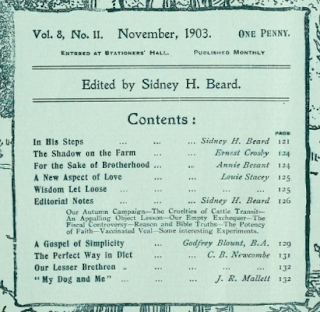 Vol. 8, No. 11. November, 1903. ONE PENNY.
ENTERED AT STATIONERS' HALL. PUBLISHED MONTHLY
Edited by Sidney H. Beard.
Contents:
PAGE
In His Steps ... ... ... Sidney H. Beard 121
The Shadow on the Farm ... Ernest Crosby 124
For the Sake of Brotherhood ... ... Annie Besant 124
A New Aspect of Love ... Louie Stacey 125
Wisdom Let Loose ... ... ... ... 125
Editorial Notes ... ... Sidney H. Beard 126
Our Autumn Campaign—The Cruelties of Cattle Transit—
An Appalling Object Lesson—Our Empty Exchequer—The
Fiscal Controversy—Reason and Bible Truths—The Potency
of Faith—Vaccinated Veal—Some interesting Experiments.
A Gospel of Simplicity ... Godfrey Blount, B.A. 129
The Perfect Way in Diet ... C. B. Newcombe 131
Our Lesser Brethren ... ... ... 132
"My Dog and Me" ... ... J. R. Mallett 132